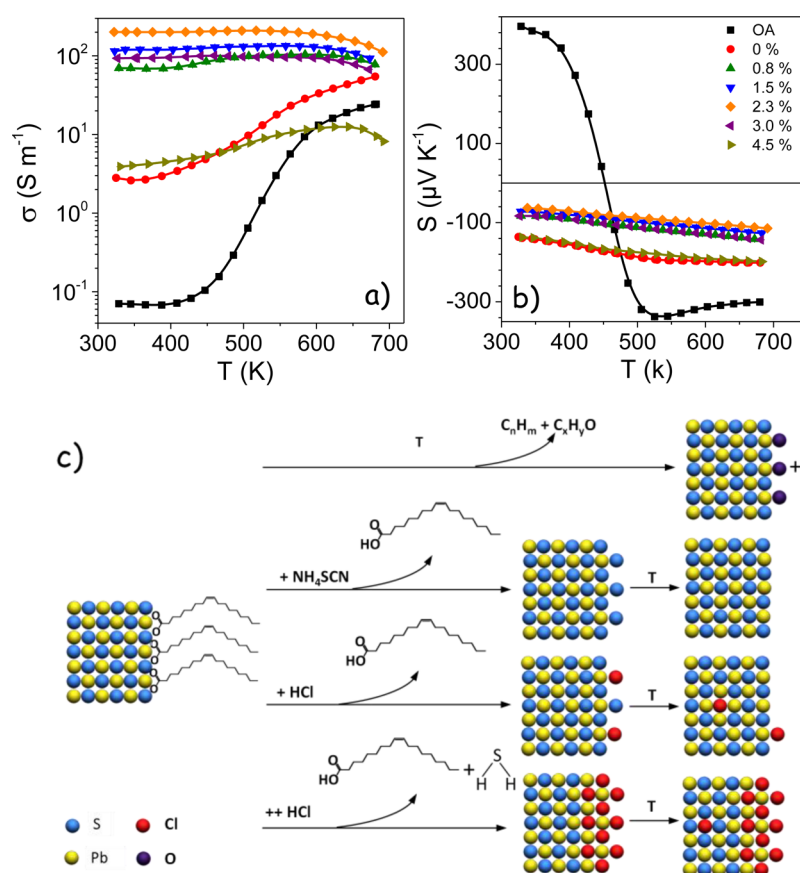 a)
σ (S m⁻¹)
10²
10¹
10⁰
10⁻¹
300 400 500 600 700
T (K)
b)
S (μV K⁻¹)
300
-100
-300
300 400 500 600 700
T (k)
OA
0 %
0.8 %
1.5 %
2.3 %
3.0 %
4.5 %
c)
T
CₙHₘ + CₓHᵧO
+
O
HO
+ NH₄SCN
T
O O O O O O
O
HO
+ HCl
T
O
HO
+
S
H H
++ HCl
T
S
Cl
Pb
O